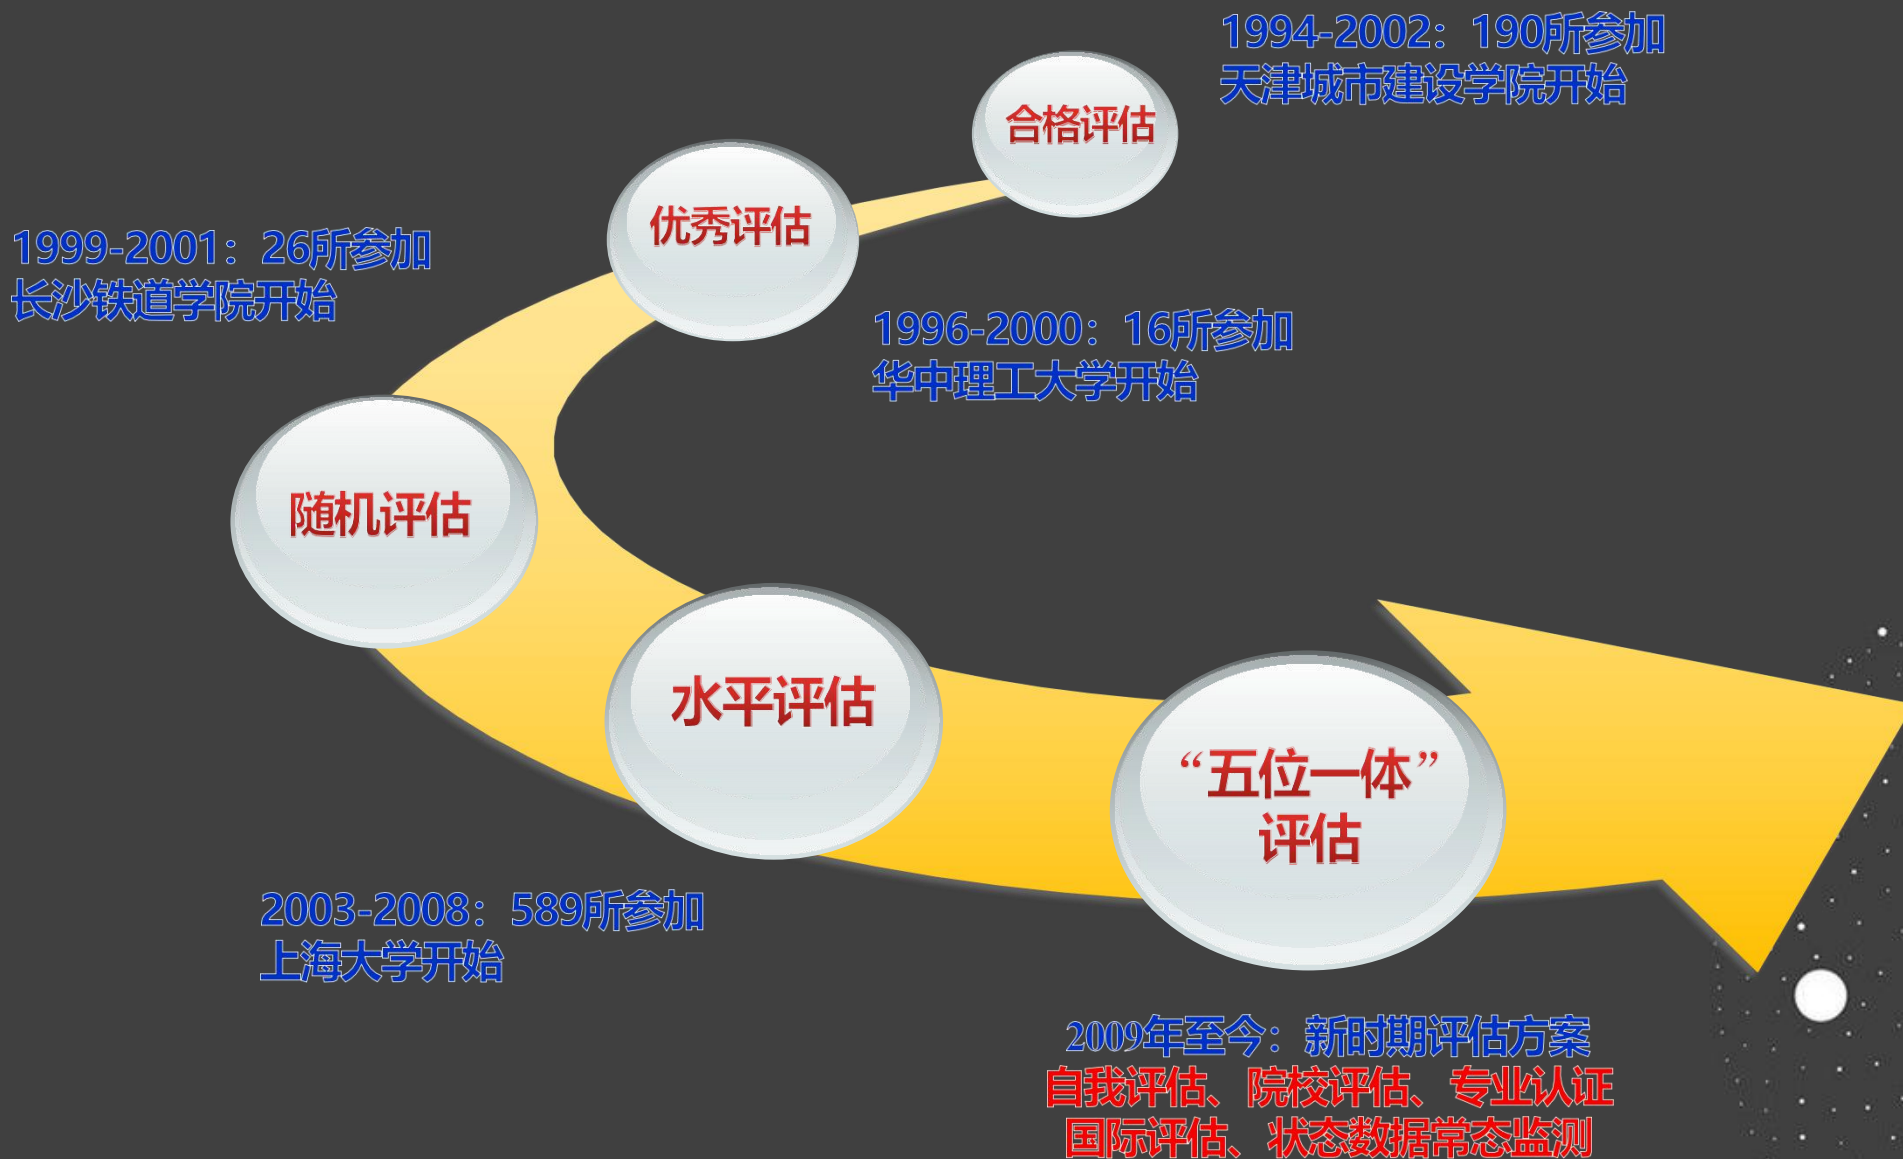 1994-2002：190所参加
天津城市建设学院开始
合格评估
优秀评估
1996-2000：16所参加
华中理工大学开始
1999-2001：26所参加
长沙铁道学院开始
随机评估
水平评估
2003-2008：589所参加
上海大学开始
“五位一体”
评估
2009年至今：新时期评估方案
自我评估、院校评估、专业认证
国际评估、状态数据常态监测